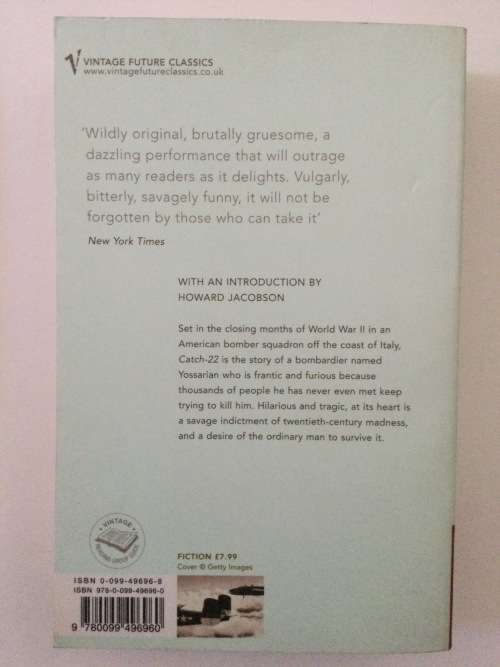 VINTAGE FUTURE CLASSICS
www.vintagefutureclassics.co.uk
'Wildly original, brutally gruesome, a
dazzling performance that will outrage
as many readers as it delights. Vulgarly,
bitterly, savagely funny, it will not be
forgotten by those who can take it'
New York Times
WITH AN INTRODUCTION BY
HOWARD JACOBSON
Set in the closing months of World War II in an
American bomber squadron off the coast of Italy,
Catch-22 is the story of a bombardier named
Yossarian who is frantic and furious because
thousands of people he has never even met keep
trying to kill him. Hilarious and tragic, at its heart is
a savage indictment of twentieth-century madness,
and a desire of the ordinary man to survive it.
VINTAGE
READING GROUP GUIDE
FICTION £7.99
Cover © Getty Images
ISBN 0-099-49696-8
ISBN 978-0-099-49696-0
9 780099 496960